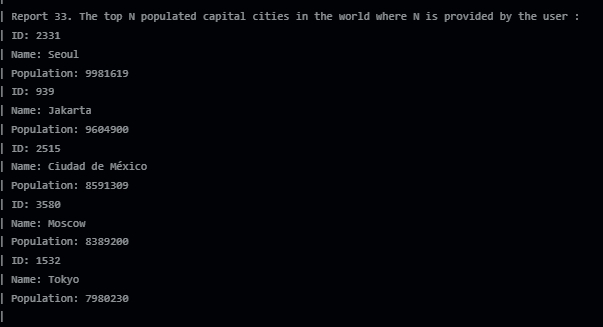 | Report 33. The top N populated capital cities in the world where N is provided by the user :
| ID: 2331
| Name: Seoul
| Population: 9981619
| ID: 939
| Name: Jakarta
| Population: 9604900
| ID: 2515
| Name: Ciudad de México
| Population: 8591309
| ID: 3580
| Name: Moscow
| Population: 8389200
| ID: 1532
| Name: Tokyo
| Population: 7980230
|